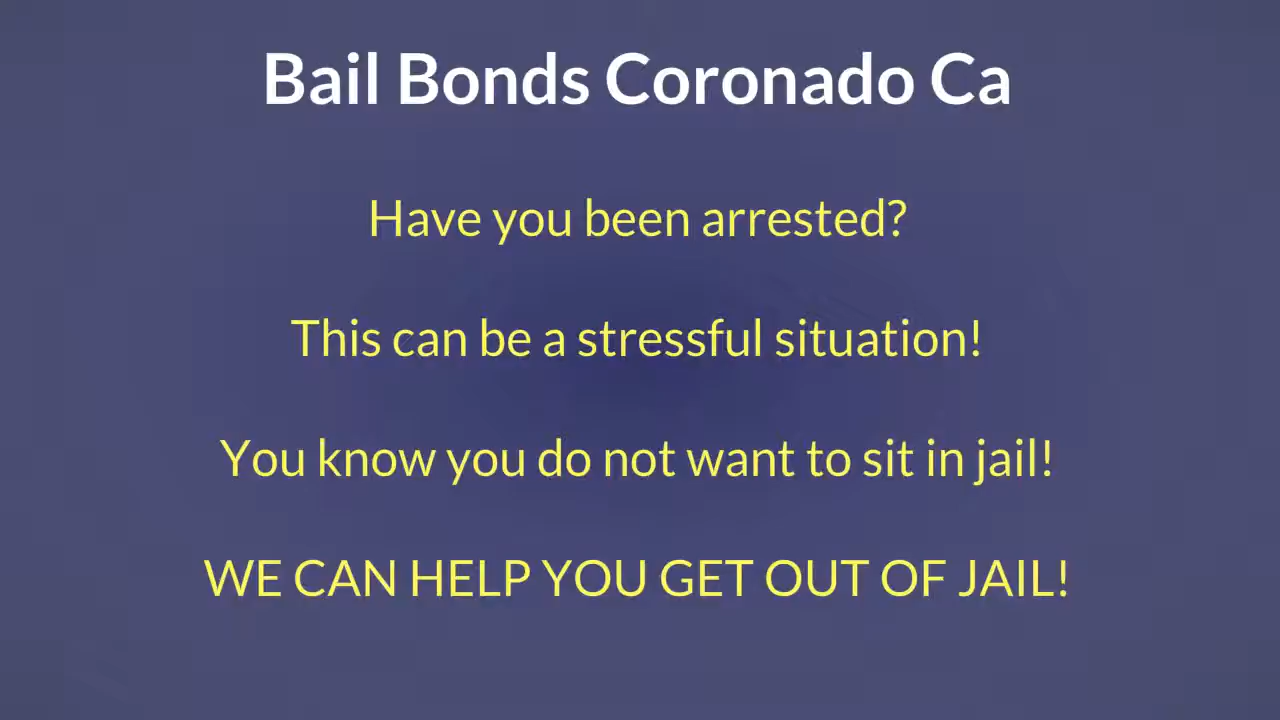 Bail Bonds Coronado Ca
Have you been arrested?
This can be a stressful situation!
You know you do not want to sit in jail!
WE CAN HELP YOU GET OUT OF JAIL!